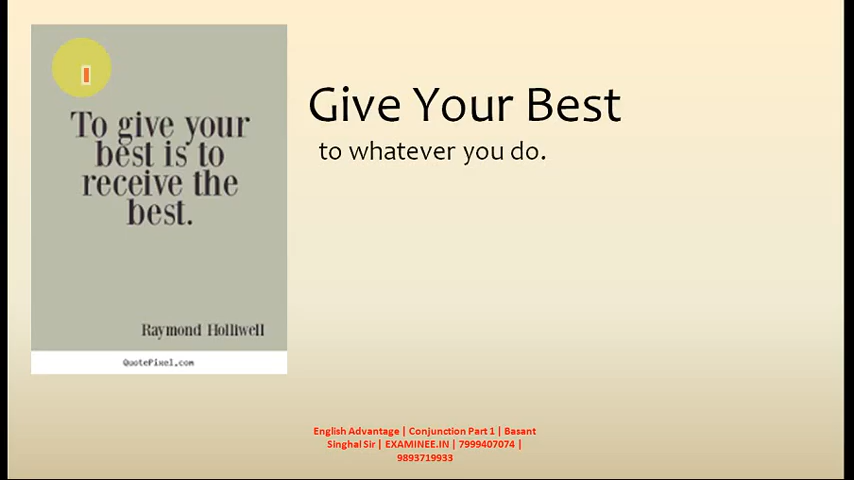 To give your
best is to
receive the
best.
Raymond Holliwell
QuotePixel.com
Give Your Best
to whatever you do.
English Advantage | Conjunction Part 1 | Basant
Singhal Sir | EXAMINEE.IN | 7999407074 |
9893719933